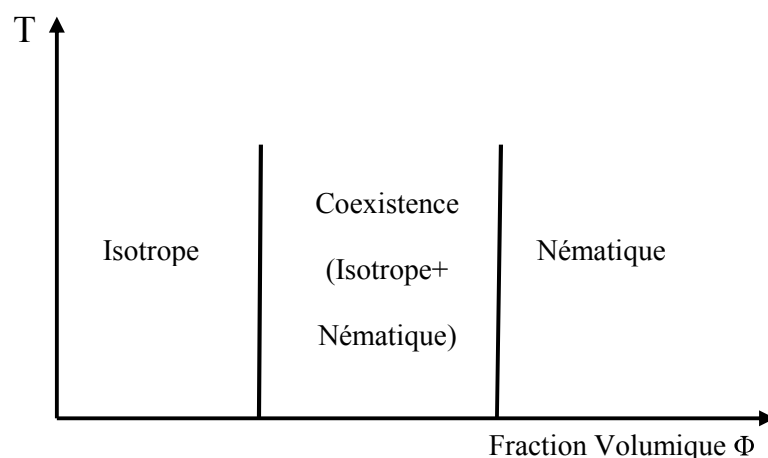 T
Coexistence
Isotrope
(Isotrope+
Nématique
Nématique)
Fraction Volumique Φ